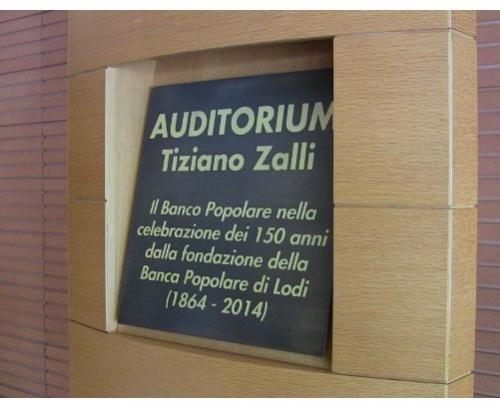 AUDITORIUM
Tiziano Zalli
Il Banco Popolare nella
celebrazione dei 150 anni
dalla fondazione della
Banca Popolare di Lodi
(1864 - 2014)